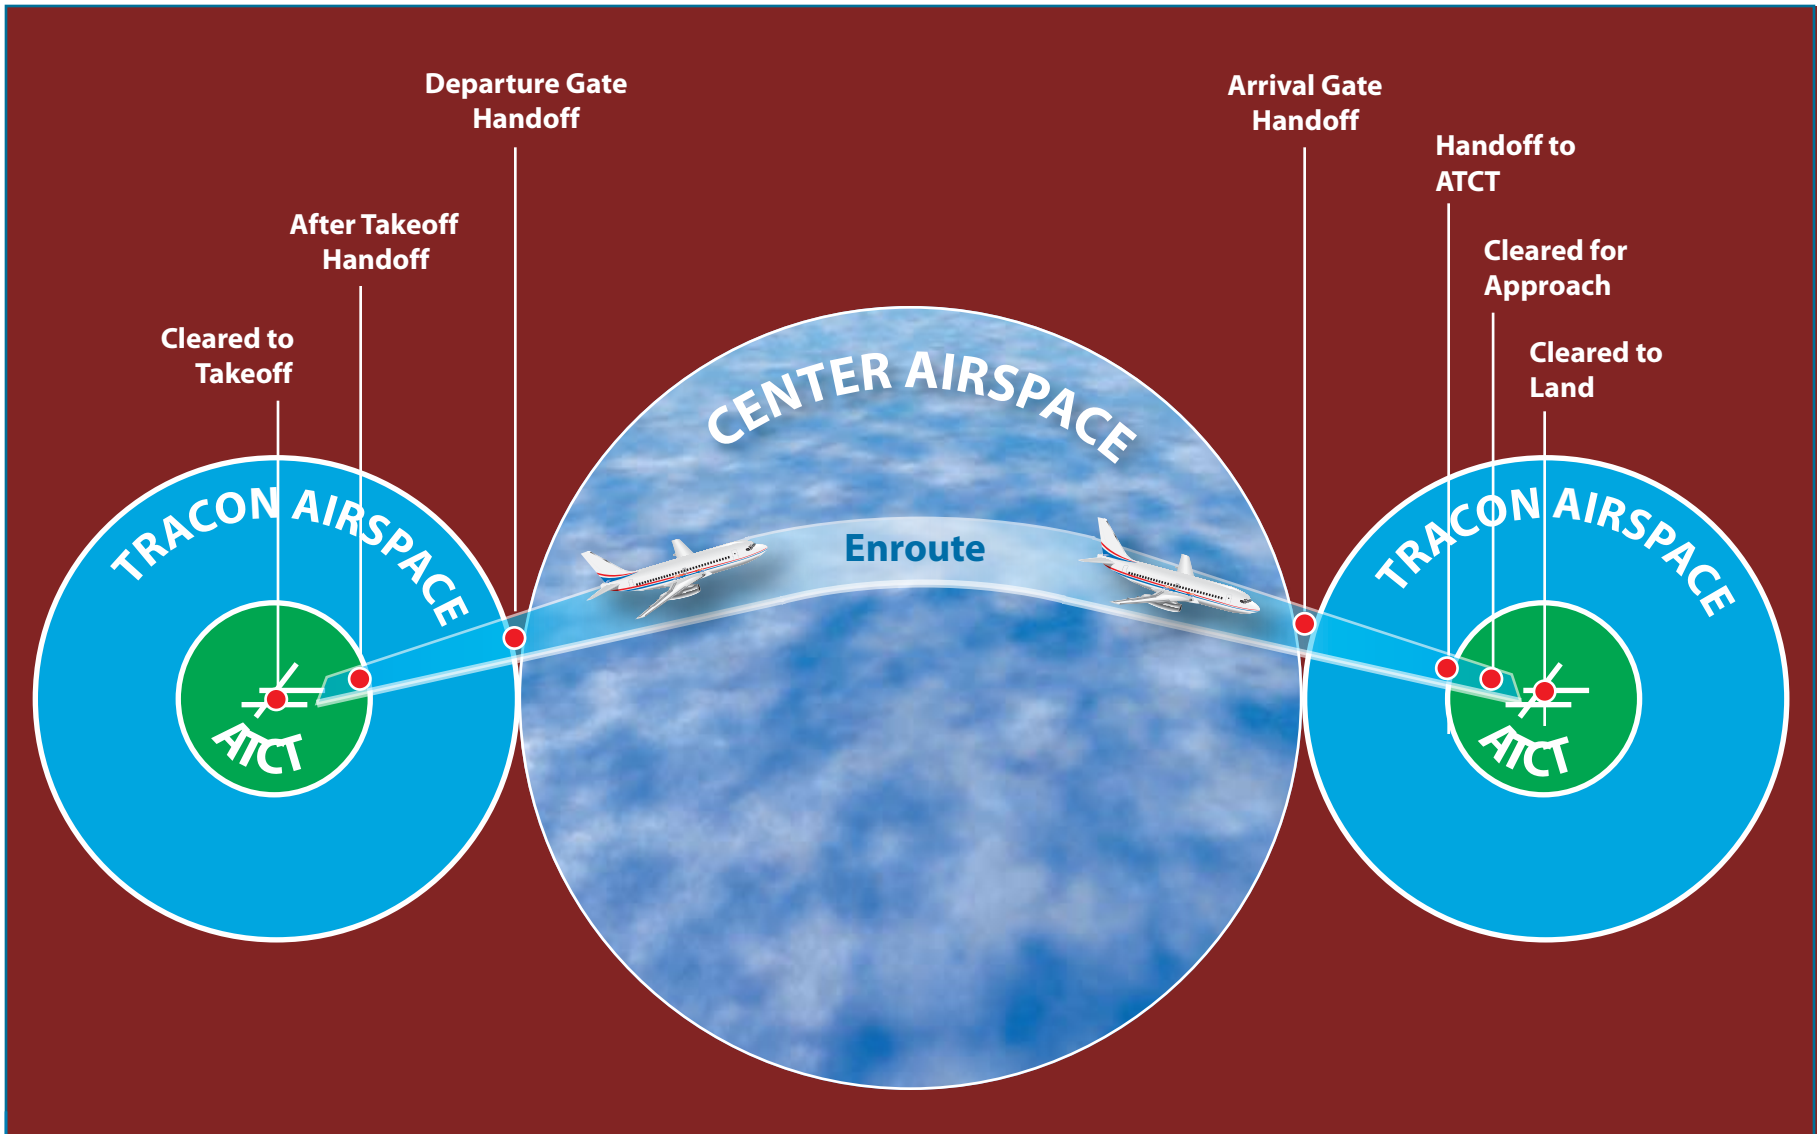 Departure Gate
Handoff
Arrival Gate
Handoff
Handoff to
ATCT
After Takeoff
Handoff
Cleared for
Approach
Cleared to
Takeoff
Cleared to
Land
CENTER AIRSPACE
TRACON AIRSPACE
TRACON AIRSPACE
Enroute
ATCT
ATCT